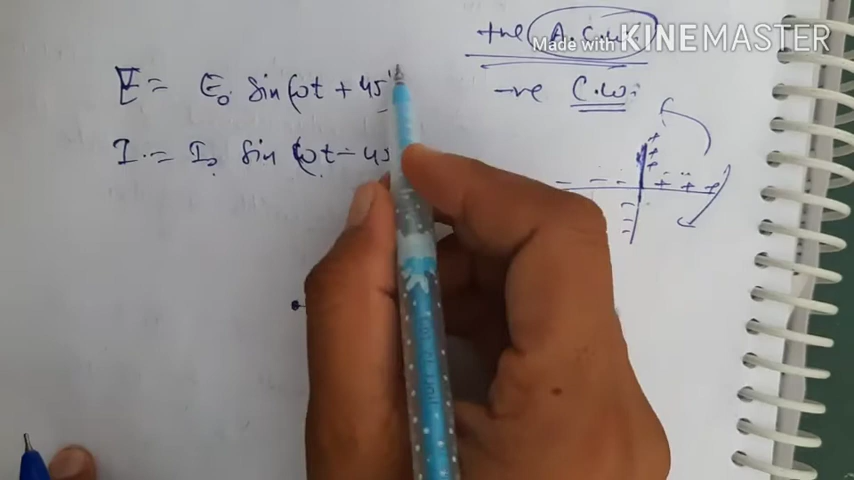 +ve A.C.W.
Made with KINEMASTER
E = E₀ sin(ωt + 45°
-ve C.W.
I = I₀ sin(ωt - 45
+
+
+
- - - + + +
-
-
-